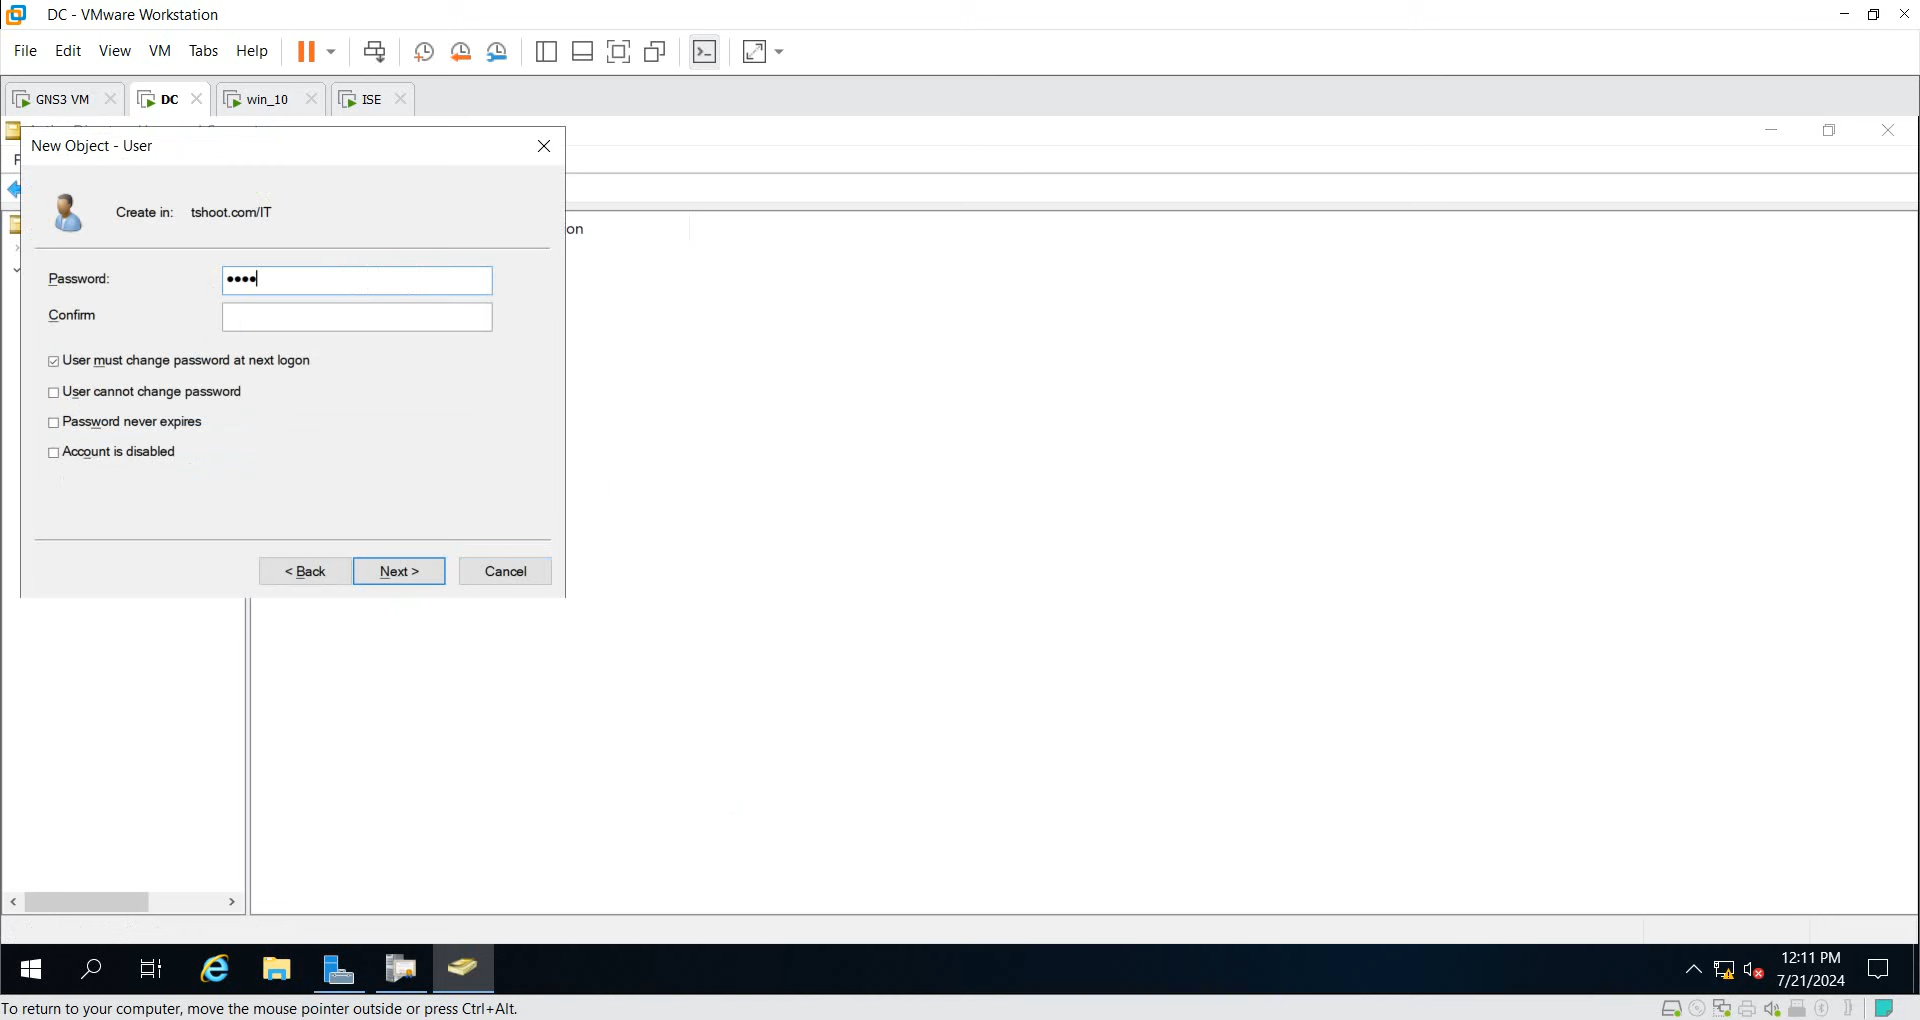 DC - VMware Workstation
File Edit View VM Tabs Help
GNS3 VM DC win_10 ISE
New Object - User
F
Create in: tshoot.com/IT
on
Password: ••••
Confirm
User must change password at next logon
User cannot change password
Password never expires
Account is disabled
< Back Next > Cancel
12:11 PM
7/21/2024
To return to your computer, move the mouse pointer outside or press Ctrl+Alt.